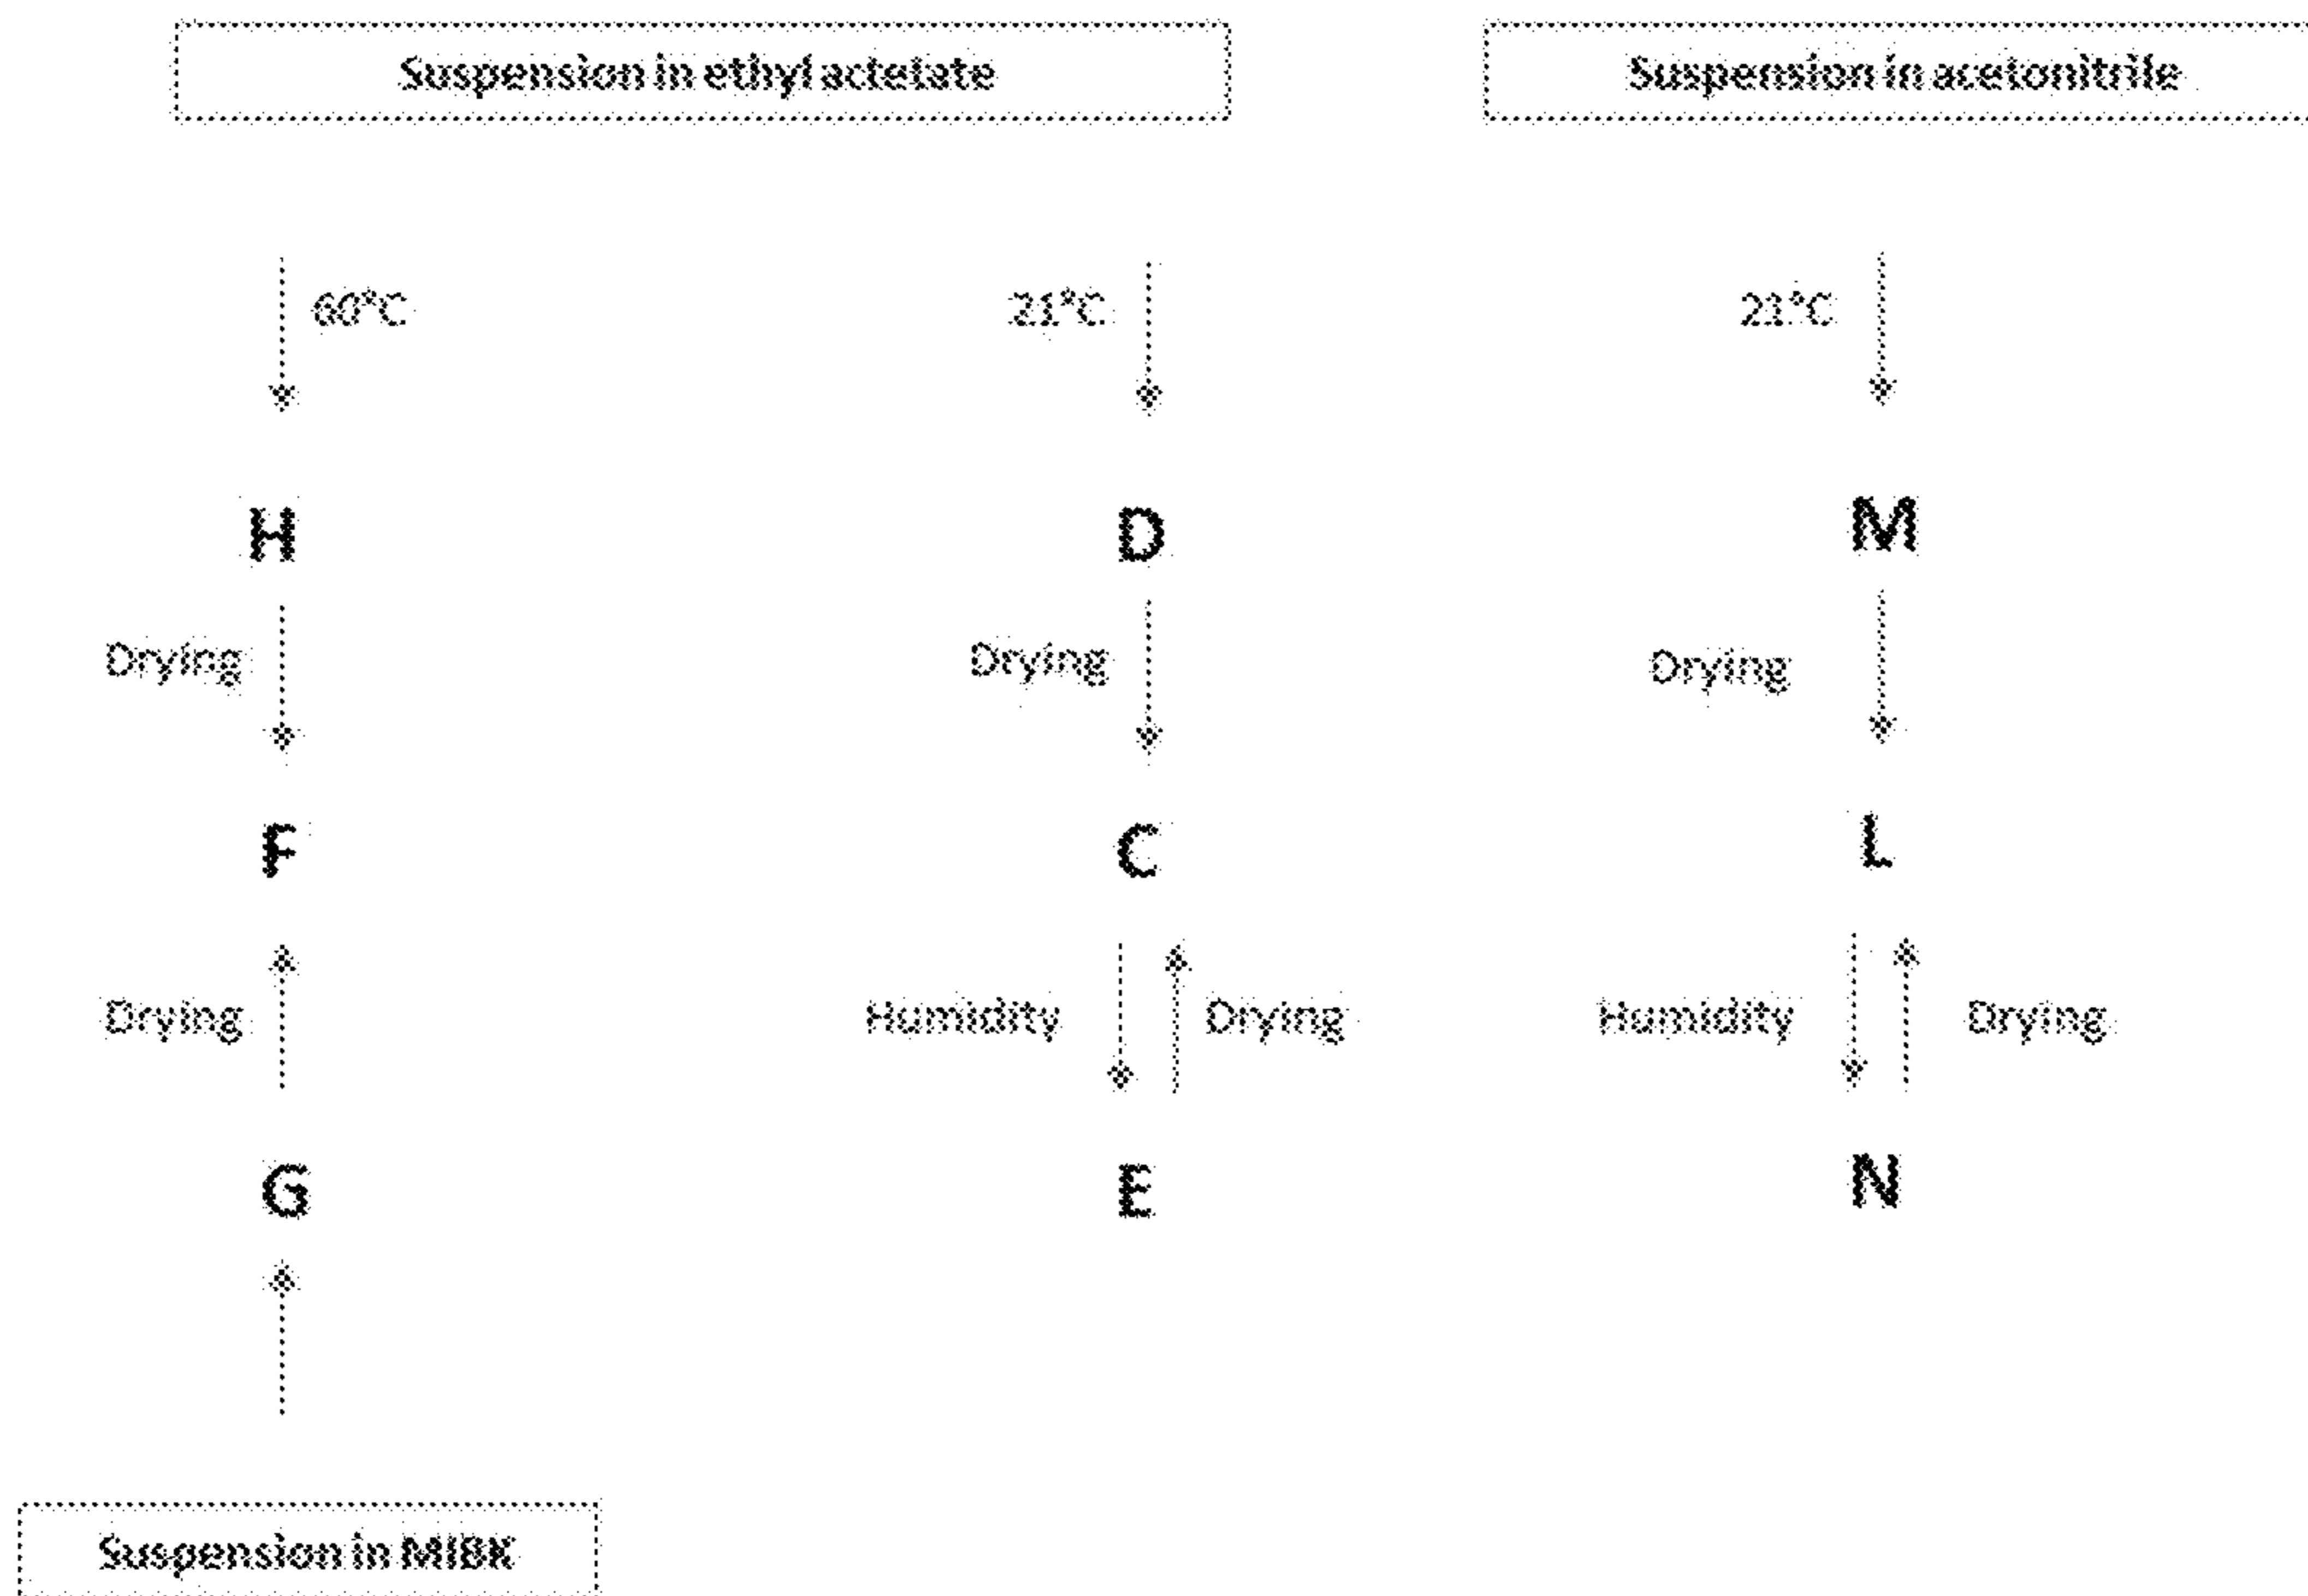 Suspension in ethyl actetate
Suspension in acetonitrile
60°C
21°C
21°C
H
D
M
Drying
Drying
Drying
F
C
L
Drying
Humidity
Drying
Humidity
Drying
G
E
N
Suspension in MIBK